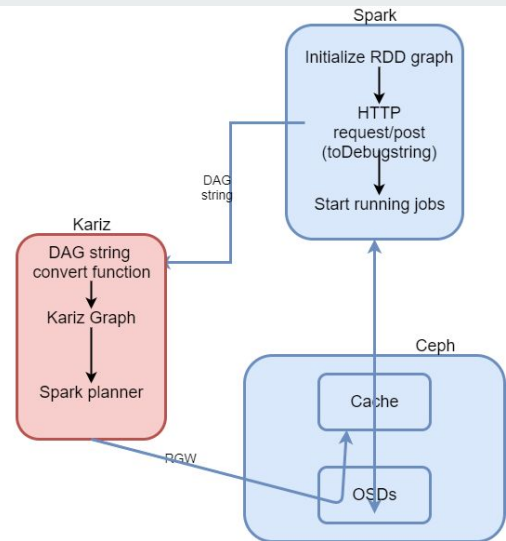 Spark
Initialize RDD graph
HTTP
request/post
(toDebugstring)
Start running jobs
DAG
string
Kariz
DAG string
convert function
Kariz Graph
Spark planner
RGW
Ceph
Cache
OSDs